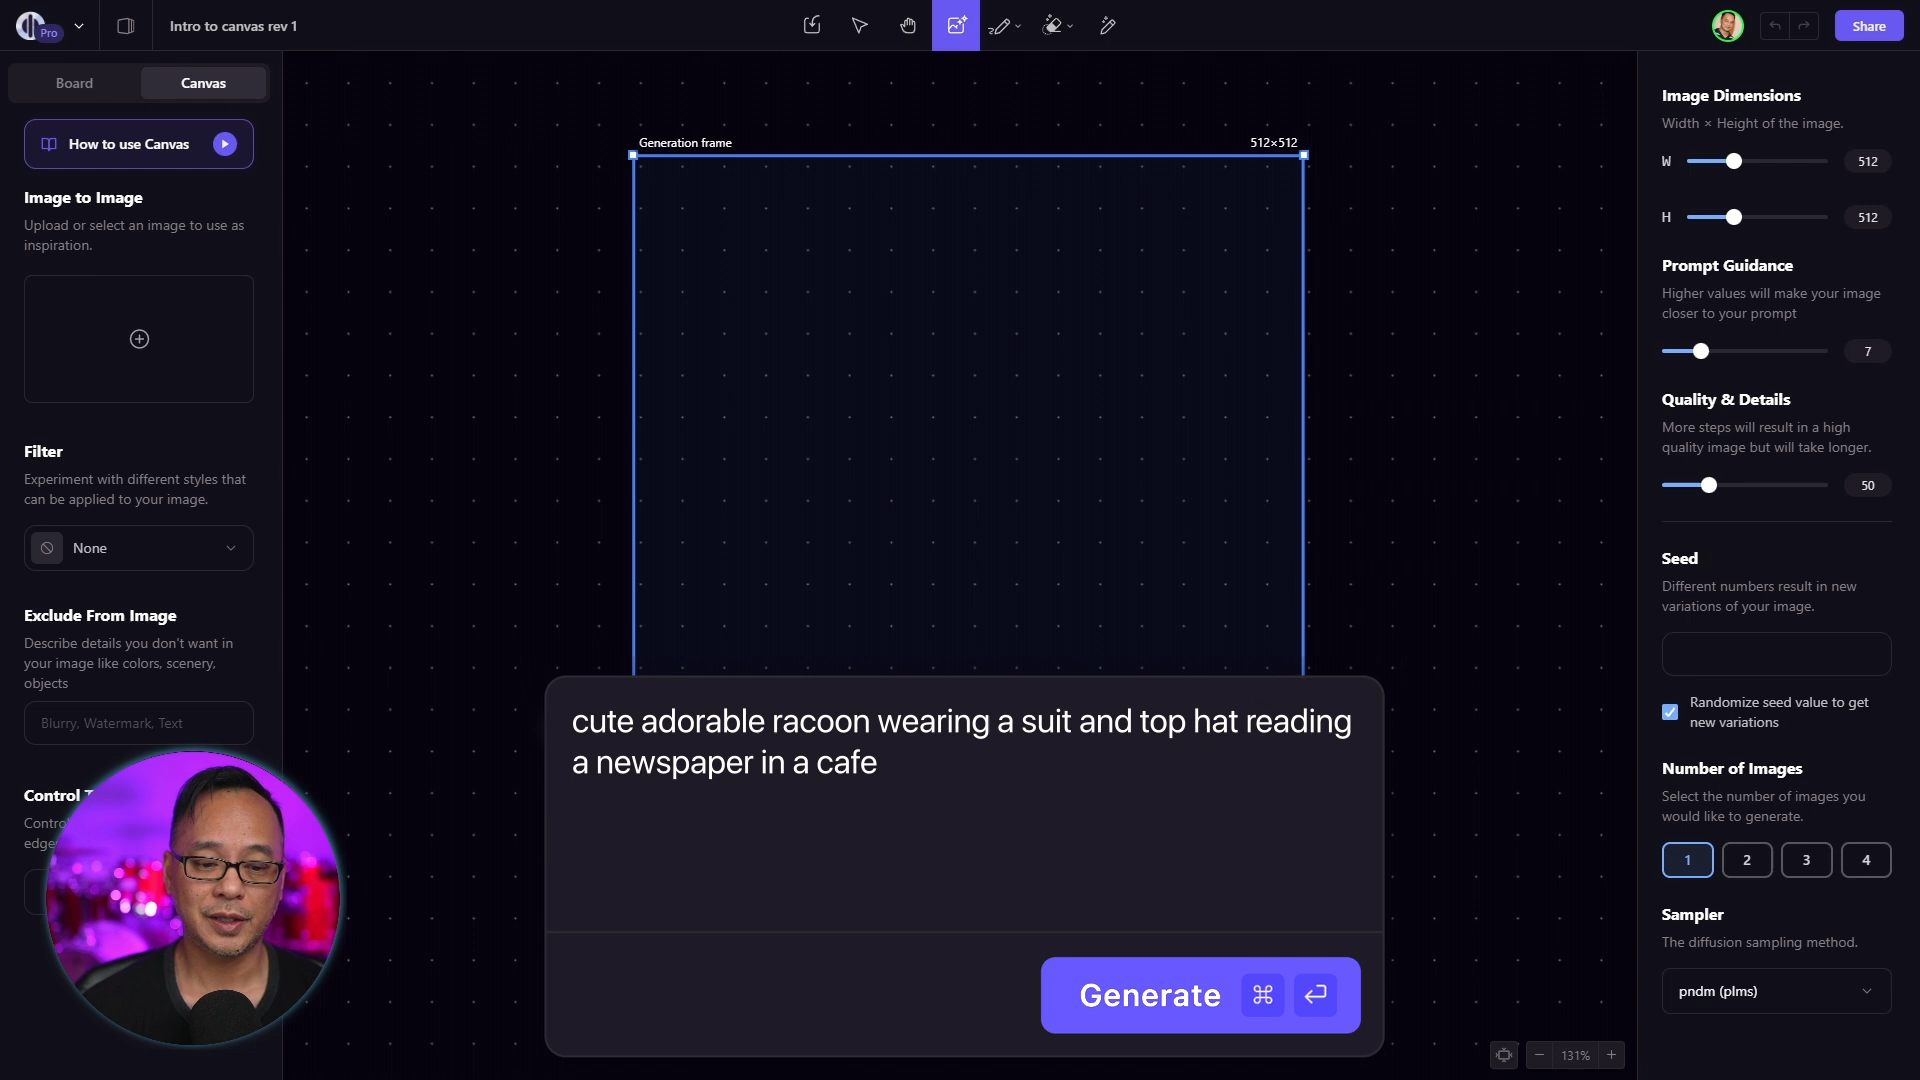 Pro
Intro to canvas rev 1
Share
Board
Canvas
How to use Canvas
Image to Image
Upload or select an image to use as
inspiration.
Filter
Experiment with different styles that
can be applied to your image.
None
Exclude From Image
Describe details you don't want in
your image like colors, scenery,
objects
Blurry, Watermark, Text
Control
Generation frame
512×512
cute adorable racoon wearing a suit and top hat reading
a newspaper in a cafe
Generate
131%
Image Dimensions
Width × Height of the image.
W
512
H
512
Prompt Guidance
Higher values will make your image
closer to your prompt
7
Quality & Details
More steps will result in a high
quality image but will take longer.
50
Seed
Different numbers result in new
variations of your image.
Randomize seed value to get
new variations
Number of Images
Select the number of images you
would like to generate.
1
2
3
4
Sampler
The diffusion sampling method.
pndm (plms)